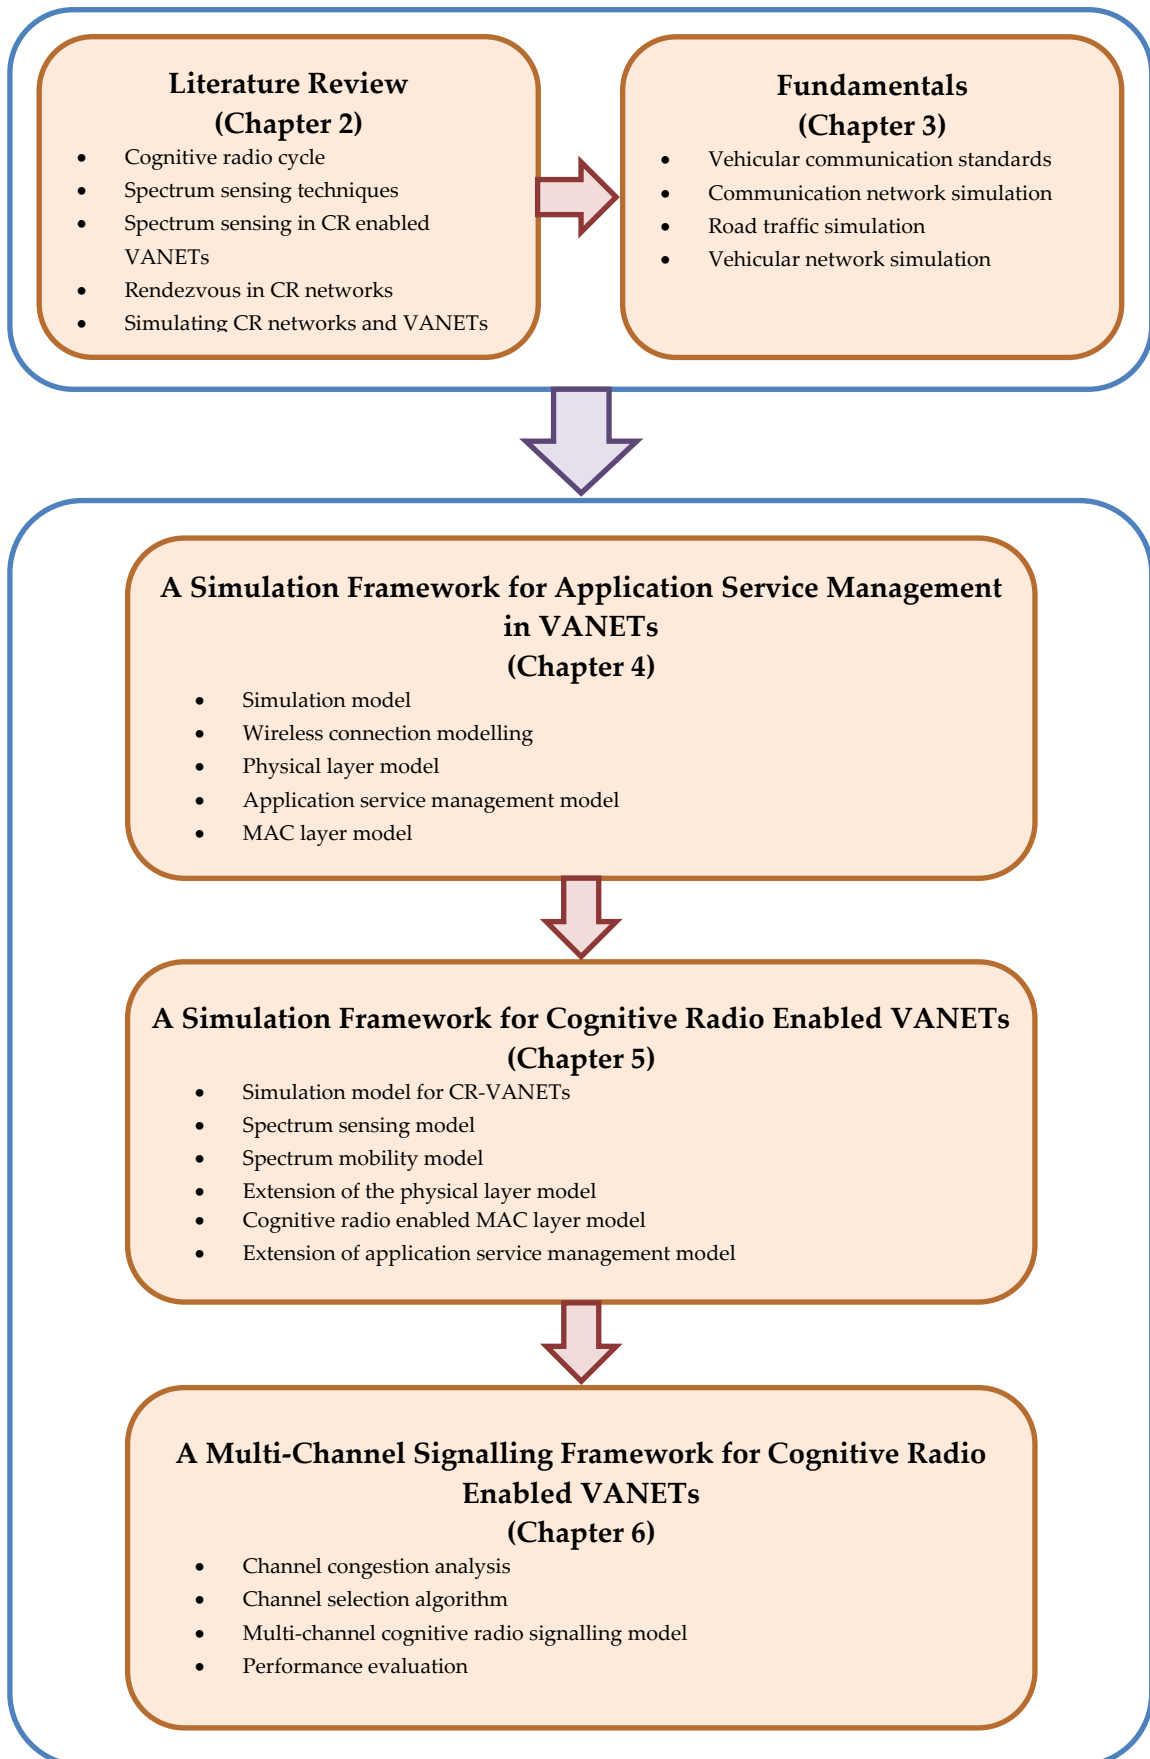 Literature Review
(Chapter 2)
• Cognitive radio cycle
• Spectrum sensing techniques
• Spectrum sensing in CR enabled
VANETs
• Rendezvous in CR networks
• Simulating CR networks and VANETs
Fundamentals
(Chapter 3)
• Vehicular communication standards
• Communication network simulation
• Road traffic simulation
• Vehicular network simulation
A Simulation Framework for Application Service Management
in VANETs
(Chapter 4)
• Simulation model
• Wireless connection modelling
• Physical layer model
• Application service management model
• MAC layer model
A Simulation Framework for Cognitive Radio Enabled VANETs
(Chapter 5)
• Simulation model for CR-VANETs
• Spectrum sensing model
• Spectrum mobility model
• Extension of the physical layer model
• Cognitive radio enabled MAC layer model
• Extension of application service management model
A Multi-Channel Signalling Framework for Cognitive Radio
Enabled VANETs
(Chapter 6)
• Channel congestion analysis
• Channel selection algorithm
• Multi-channel cognitive radio signalling model
• Performance evaluation